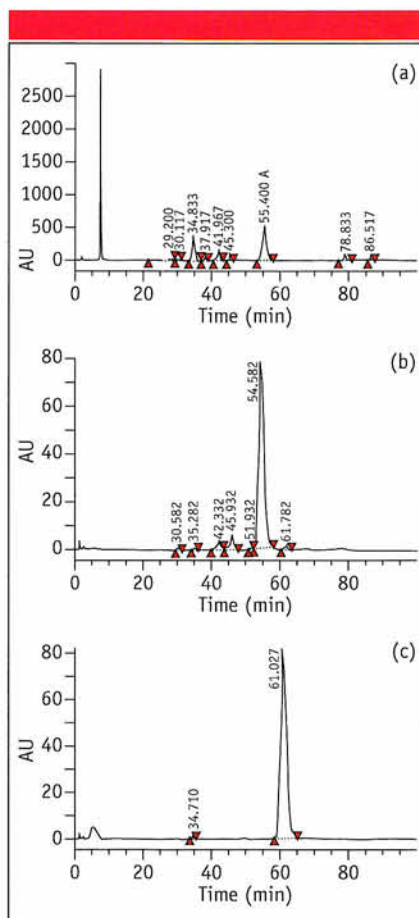 (a)
2500
2000
1500
1000
500
0
AU
29.200
30.117
34.833
37.917
41.967
45.300
55.400 A
78.833
86.517
0 20 40 60 80
Time (min)
(b)
80
60
40
20
0
AU
30.582
35.282
42.332
45.932
51.932
54.582
61.782
0 20 40 60 80
Time (min)
(c)
80
60
40
20
0
AU
34.710
61.027
0 20 40 60 80
Time (min)